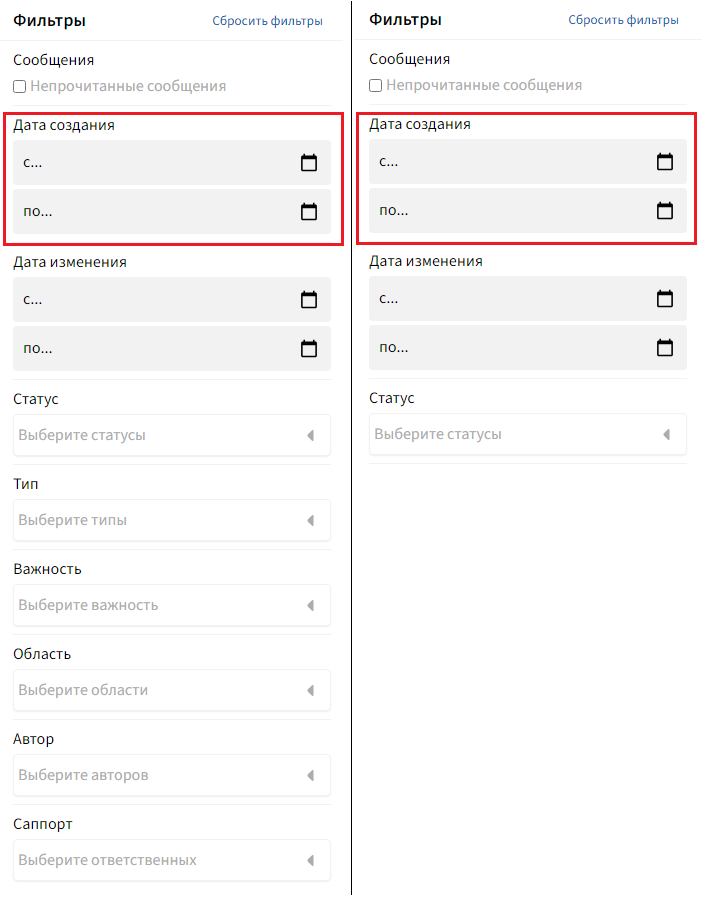 Фильтры
Сбросить фильтры
Сообщения
Непрочитанные сообщения
Дата создания
с...
по...
Дата изменения
с...
по...
Статус
Выберите статусы
Тип
Выберите типы
Важность
Выберите важность
Область
Выберите области
Автор
Выберите авторов
Саппорт
Выберите ответственных
Фильтры
Сбросить фильтры
Сообщения
Непрочитанные сообщения
Дата создания
с...
по...
Дата изменения
с...
по...
Статус
Выберите статусы